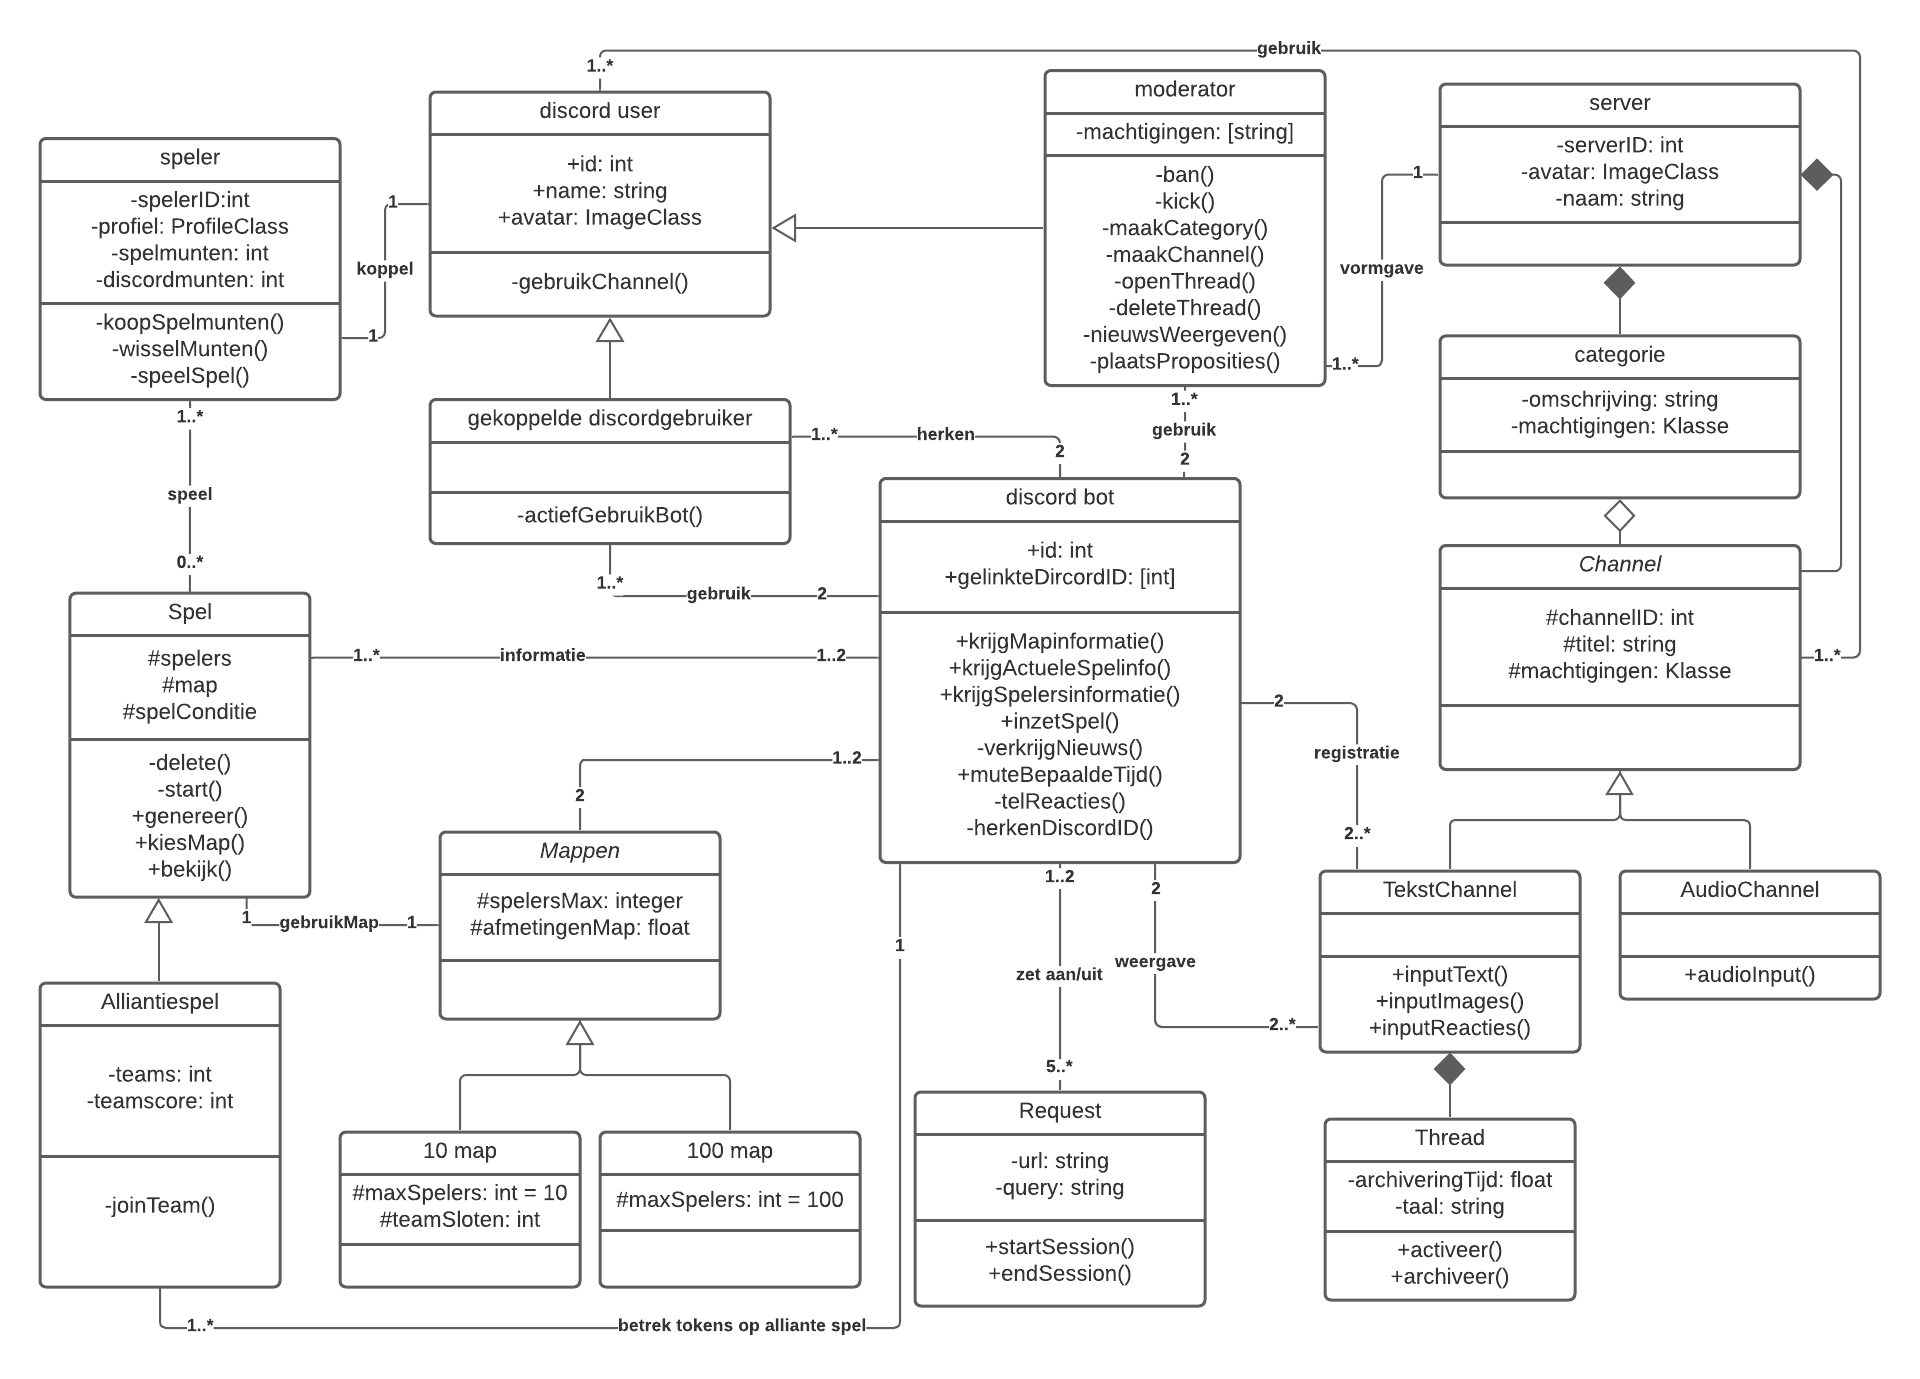 gebruik
1..*
discord user
+id: int
+name: string
+avatar: ImageClass
-gebruikChannel()
moderator
-machtigingen: [string]
-ban()
-kick()
-maakCategory()
-maakChannel()
-openThread()
-deleteThread()
-nieuwsWeergeven()
-plaatsProposities()
server
-serverID: int
-avatar: ImageClass
-naam: string
speler
-spelerID:int
-profiel: ProfileClass
-spelmunten: int
-discordmunten: int
-koopSpelmunten()
-wisselMunten()
-speelSpel()
1
koppel
1
1
vormgave
1..*
categorie
-omschrijving: string
-machtigingen: Klasse
1..*
speel
0..*
gekoppelde discordgebruiker
-actiefGebruikBot()
1..*
herken
2
1..*
gebruik
2
1..*
gebruik
2
discord bot
+id: int
+gelinkteDircordID: [int]
+krijgMapinformatie()
+krijgActueleSpelinfo()
+krijgSpelersinformatie()
+inzetSpel()
-verkrijgNieuws()
+muteBepaaldeTijd()
-telReacties()
-herkenDiscordID()
Channel
#channelID: int
#titel: string
#machtigingen: Klasse
1..*
Spel
#spelers
#map
#spelConditie
-delete()
-start()
+genereer()
+kiesMap()
+bekijk()
1..*
informatie
1..2
1..2
2
2
registratie
2..*
Mappen
#spelersMax: integer
#afmetingenMap: float
1
gebruikMap
1
TekstChannel
+inputText()
+inputImages()
+inputReacties()
AudioChannel
+audioInput()
1
1..2
zet aan/uit
5..*
2
weergave
2..*
Alliantiespel
-teams: int
-teamscore: int
-joinTeam()
10 map
#maxSpelers: int = 10
#teamSloten: int
100 map
#maxSpelers: int = 100
Request
-url: string
-query: string
+startSession()
+endSession()
Thread
-archiveringTijd: float
-taal: string
+activeer()
+archiveer()
1..*
betrek tokens op alliante spel